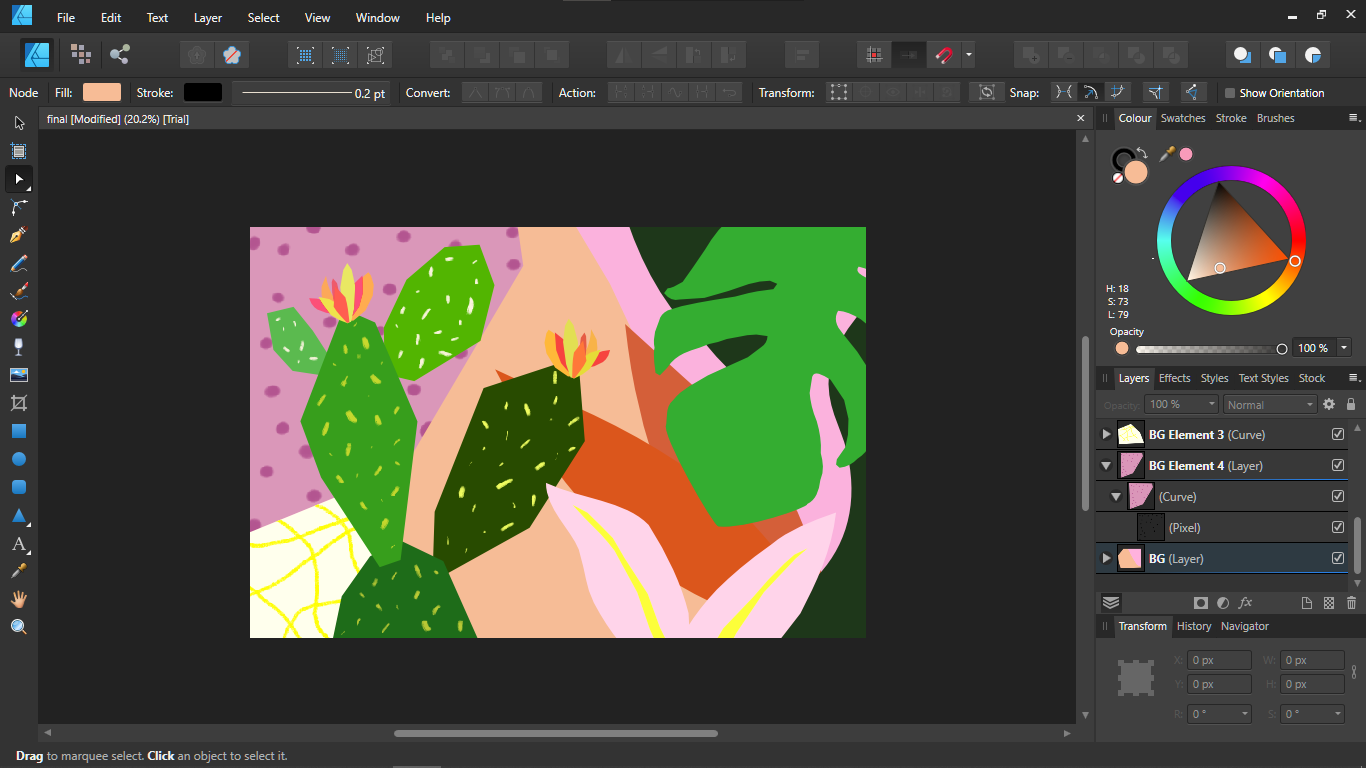 File Edit Text Layer Select View Window Help
Node Fill: Stroke: 0.2 pt Convert: Action: Transform: Snap: Show Orientation
final [Modified] (20.2%) [Trial]
Colour Swatches Stroke Brushes
H: 18
S: 73
L: 79
Opacity
100 %
Layers Effects Styles Text Styles Stock
Opacity: 100 % Normal
BG Element 3 (Curve)
BG Element 4 (Layer)
(Curve)
(Pixel)
BG (Layer)
Transform History Navigator
X: 0 px W: 0 px
Y: 0 px H: 0 px
R: 0 ° S: 0 °
Drag to marquee select. Click an object to select it.